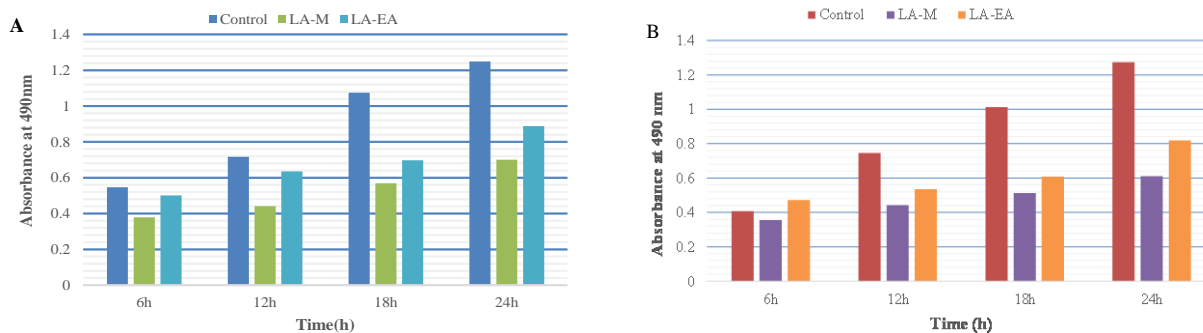 A
Control LA-M LA-EA
1.4
1.2
1
0.8
0.6
0.4
0.2
0
Absorbance at 490nm
6h 12h 18h 24h
Time(h)
B
Control LA-M LA-EA
1.4
1.2
1
0.8
0.6
0.4
0.2
0
Absorbance at 490 nm
6h 12h 18h 24h
Time (h)